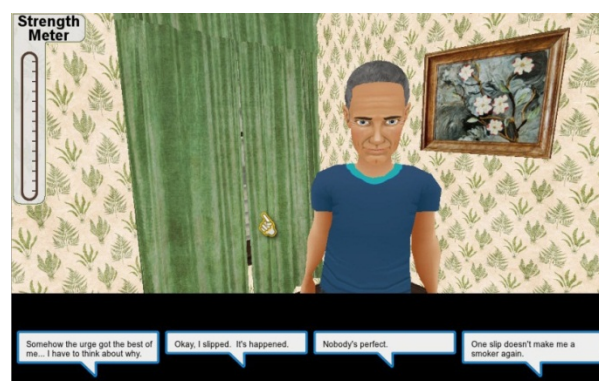 Strength
Meter
Somehow the urge got the best of
me... I have to think about why.
Okay, I slipped. It's happened.
Nobody's perfect.
One slip doesn't make me a
smoker again.